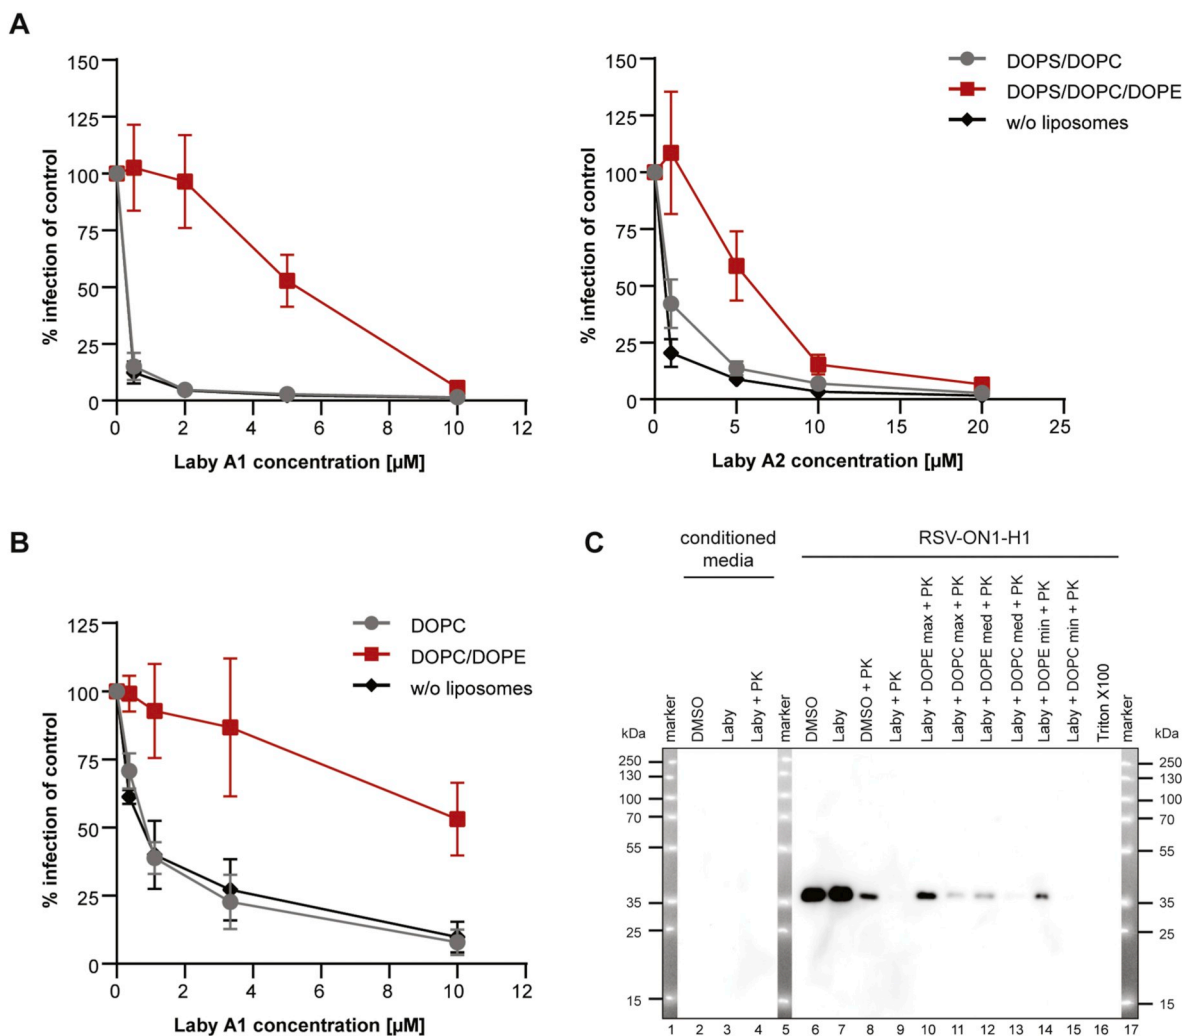 A
150
125
100
75
50
25
0
% infection of control
0 2 4 6 8 10 12
Laby A1 concentration [µM]
150
125
100
75
50
25
0
% infection of control
0 5 10 15 20 25
Laby A2 concentration [µM]
DOPS/DOPC
DOPS/DOPC/DOPE
w/o liposomes
B
125
100
75
50
25
0
% infection of control
0 2 4 6 8 10 12
Laby A1 concentration [µM]
DOPC
DOPC/DOPE
w/o liposomes
C
conditioned
media
RSV-ON1-H1
marker
DMSO
Laby
Laby + PK
marker
DMSO
Laby
DMSO + PK
Laby + PK
Laby + DOPE max + PK
Laby + DOPC max + PK
Laby + DOPE med + PK
Laby + DOPC med + PK
Laby + DOPE min + PK
Laby + DOPC min + PK
Triton X100
marker
kDa
250
130
100
70
55
35
25
15
kDa
250
130
100
70
55
35
25
15
1 2 3 4 5 6 7 8 9 10 11 12 13 14 15 16 17